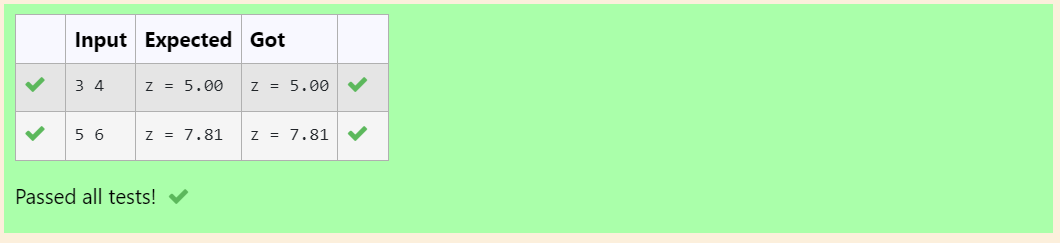 Input Expected Got
3 4 z = 5.00 z = 5.00
5 6 z = 7.81 z = 7.81
Passed all tests!